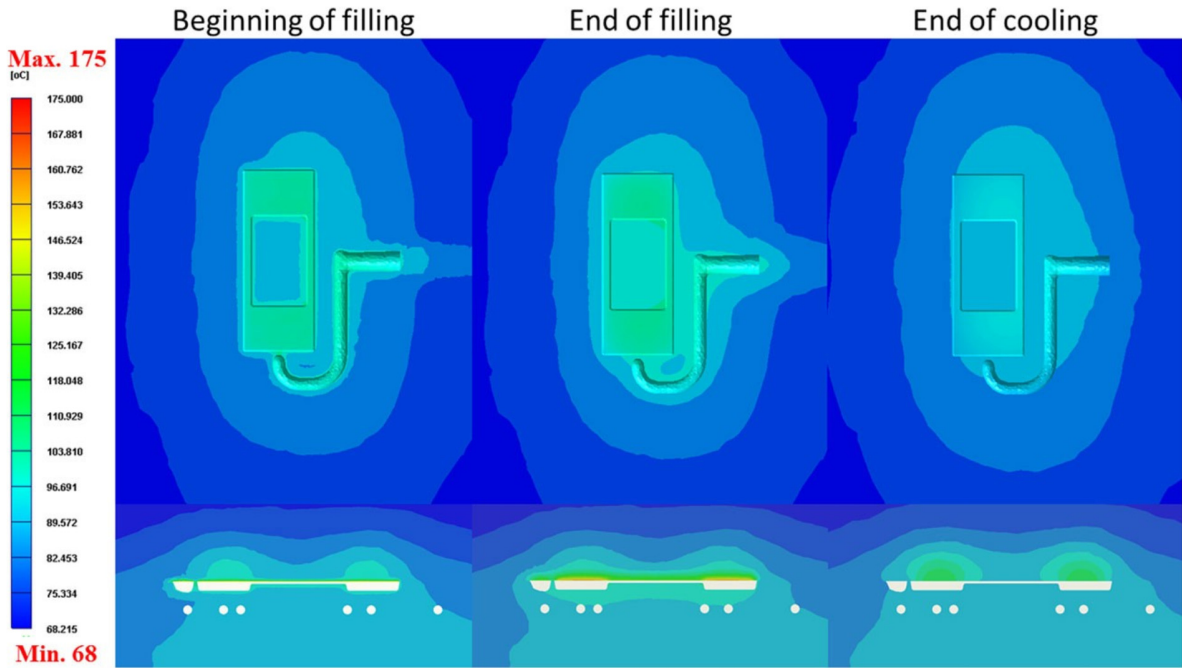 Beginning of filling
End of filling
End of cooling
Max. 175
[oC]
175.000
167.881
160.762
153.643
146.524
139.405
132.286
125.167
118.048
110.929
103.810
96.691
89.572
82.453
75.334
68.215
Min. 68